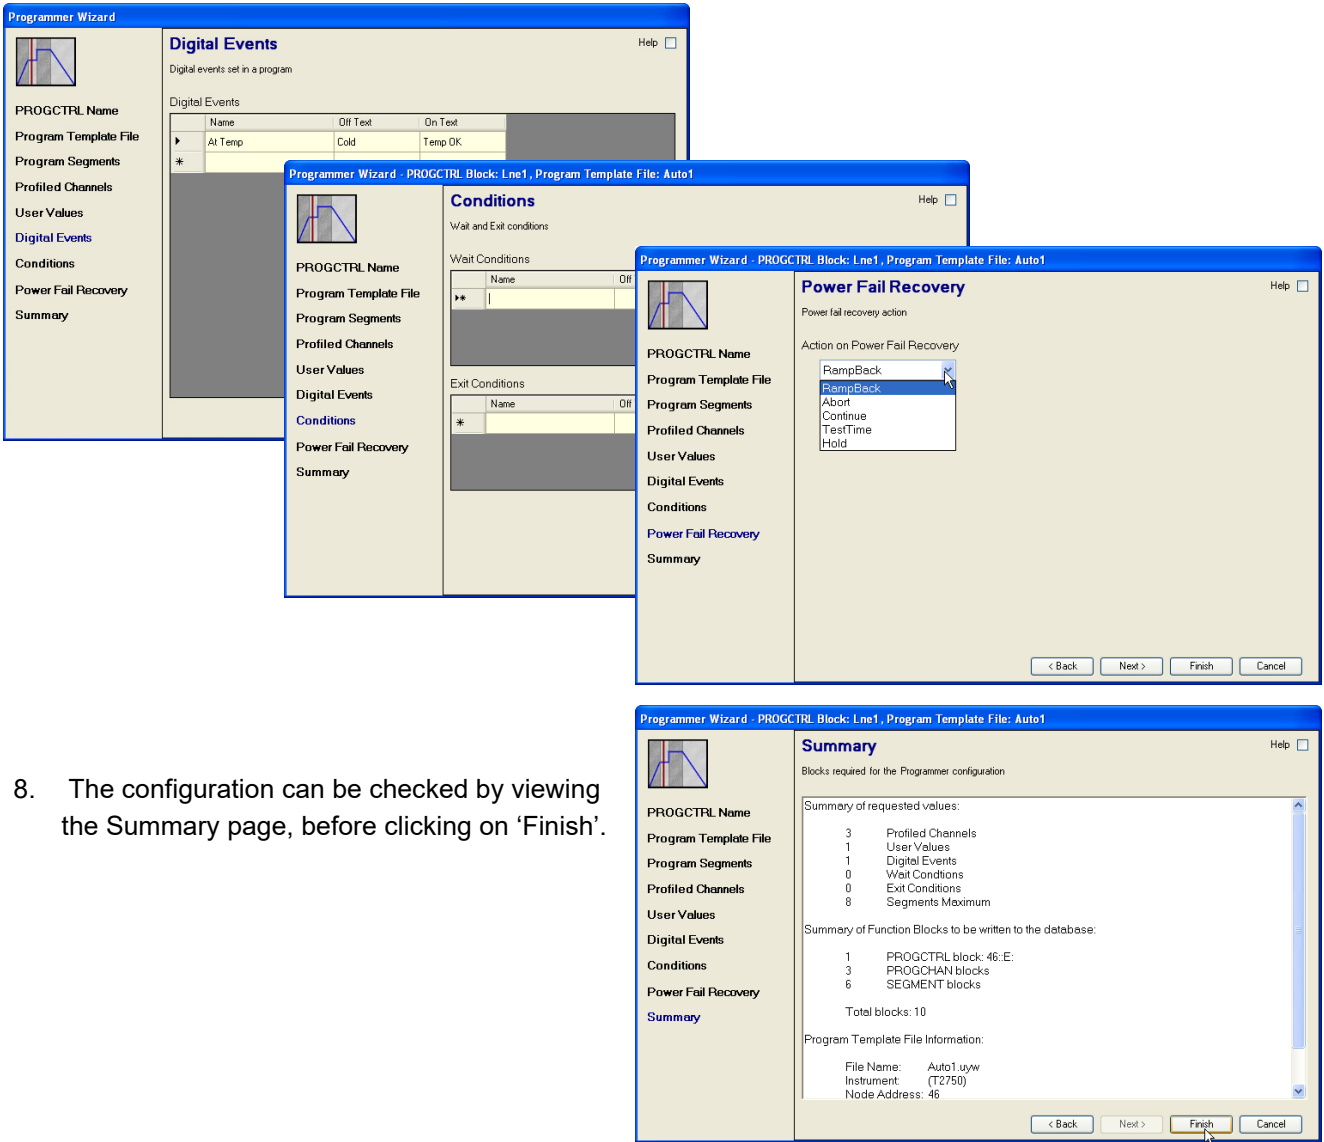 Programmer Wizard
Digital Events
Help
Digital events set in a program
Digital Events
Name Off Text On Text
At Temp Cold Temp OK
PROGCTRL Name
Program Template File
Program Segments
Profiled Channels
User Values
Digital Events
Conditions
Power Fail Recovery
Summary
Programmer Wizard - PROGCTRL Block: Lne1, Program Template File: Auto1
Conditions
Help
Wait and Exit conditions
Wait Conditions
Name Off
Exit Conditions
Name Off
PROGCTRL Name
Program Template File
Program Segments
Profiled Channels
User Values
Digital Events
Conditions
Power Fail Recovery
Summary
Programmer Wizard - PROGCTRL Block: Lne1, Program Template File: Auto1
Power Fail Recovery
Help
Power fail recovery action
Action on Power Fail Recovery
RampBack
RampBack
Abort
Continue
TestTime
Hold
PROGCTRL Name
Program Template File
Program Segments
Profiled Channels
User Values
Digital Events
Conditions
Power Fail Recovery
Summary
< Back Next > Finish Cancel
8. The configuration can be checked by viewing
the Summary page, before clicking on ‘Finish’.
Programmer Wizard - PROGCTRL Block: Lne1, Program Template File: Auto1
Summary
Help
Blocks required for the Programmer configuration
PROGCTRL Name
Program Template File
Program Segments
Profiled Channels
User Values
Digital Events
Conditions
Power Fail Recovery
Summary
Summary of requested values:
3 Profiled Channels
1 User Values
1 Digital Events
0 Wait Condtions
0 Exit Conditions
8 Segments Maximum
Summary of Function Blocks to be written to the database:
1 PROGCTRL block: 46::E:
3 PROGCHAN blocks
6 SEGMENT blocks
Total blocks: 10
Program Template File Information:
File Name: Auto1.uyw
Instrument: (T2750)
Node Address: 46
< Back Next > Finish Cancel